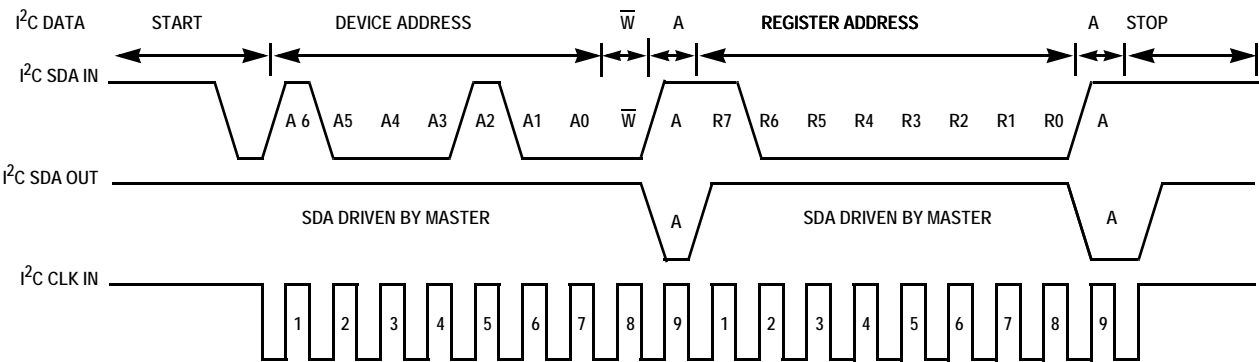 I²C DATA START DEVICE ADDRESS W̅ A REGISTER ADDRESS A STOP
I²C SDA IN
A 6 A5 A4 A3 A2 A1 A0 W̅ A R7 R6 R5 R4 R3 R2 R1 R0 A
I²C SDA OUT
SDA DRIVEN BY MASTER A SDA DRIVEN BY MASTER A
I²C CLK IN
1 2 3 4 5 6 7 8 9 1 2 3 4 5 6 7 8 9